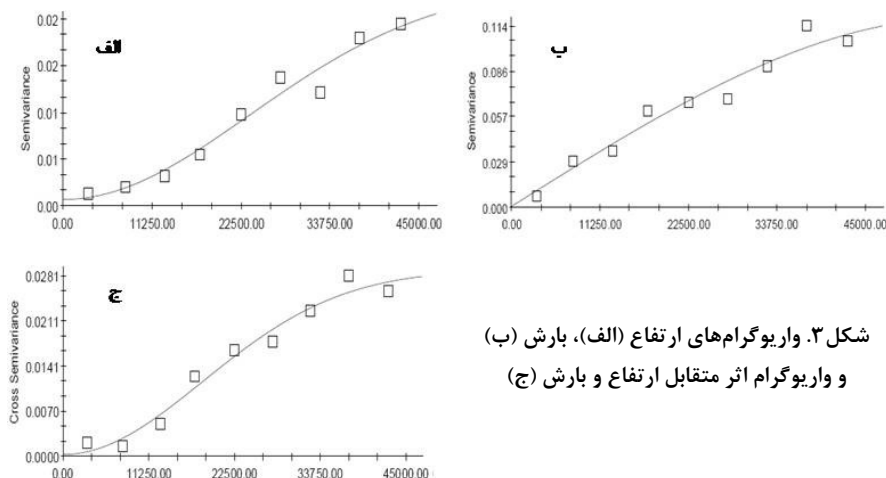 الف
Semivariance
0.02
0.02
0.01
0.01
0.00
0.00 11250.00 22500.00 33750.00 45000.00
ب
Semivariance
0.114
0.086
0.057
0.029
0.000
0.00 11250.00 22500.00 33750.00 45000.00
ج
Cross Semivariance
0.0281
0.0211
0.0141
0.0070
0.0000
0.00 11250.00 22500.00 33750.00 45000.00
شکل۳. واریوگرام‌های ارتفاع (الف)، بارش (ب)
و واریوگرام اثر متقابل ارتفاع و بارش (ج)